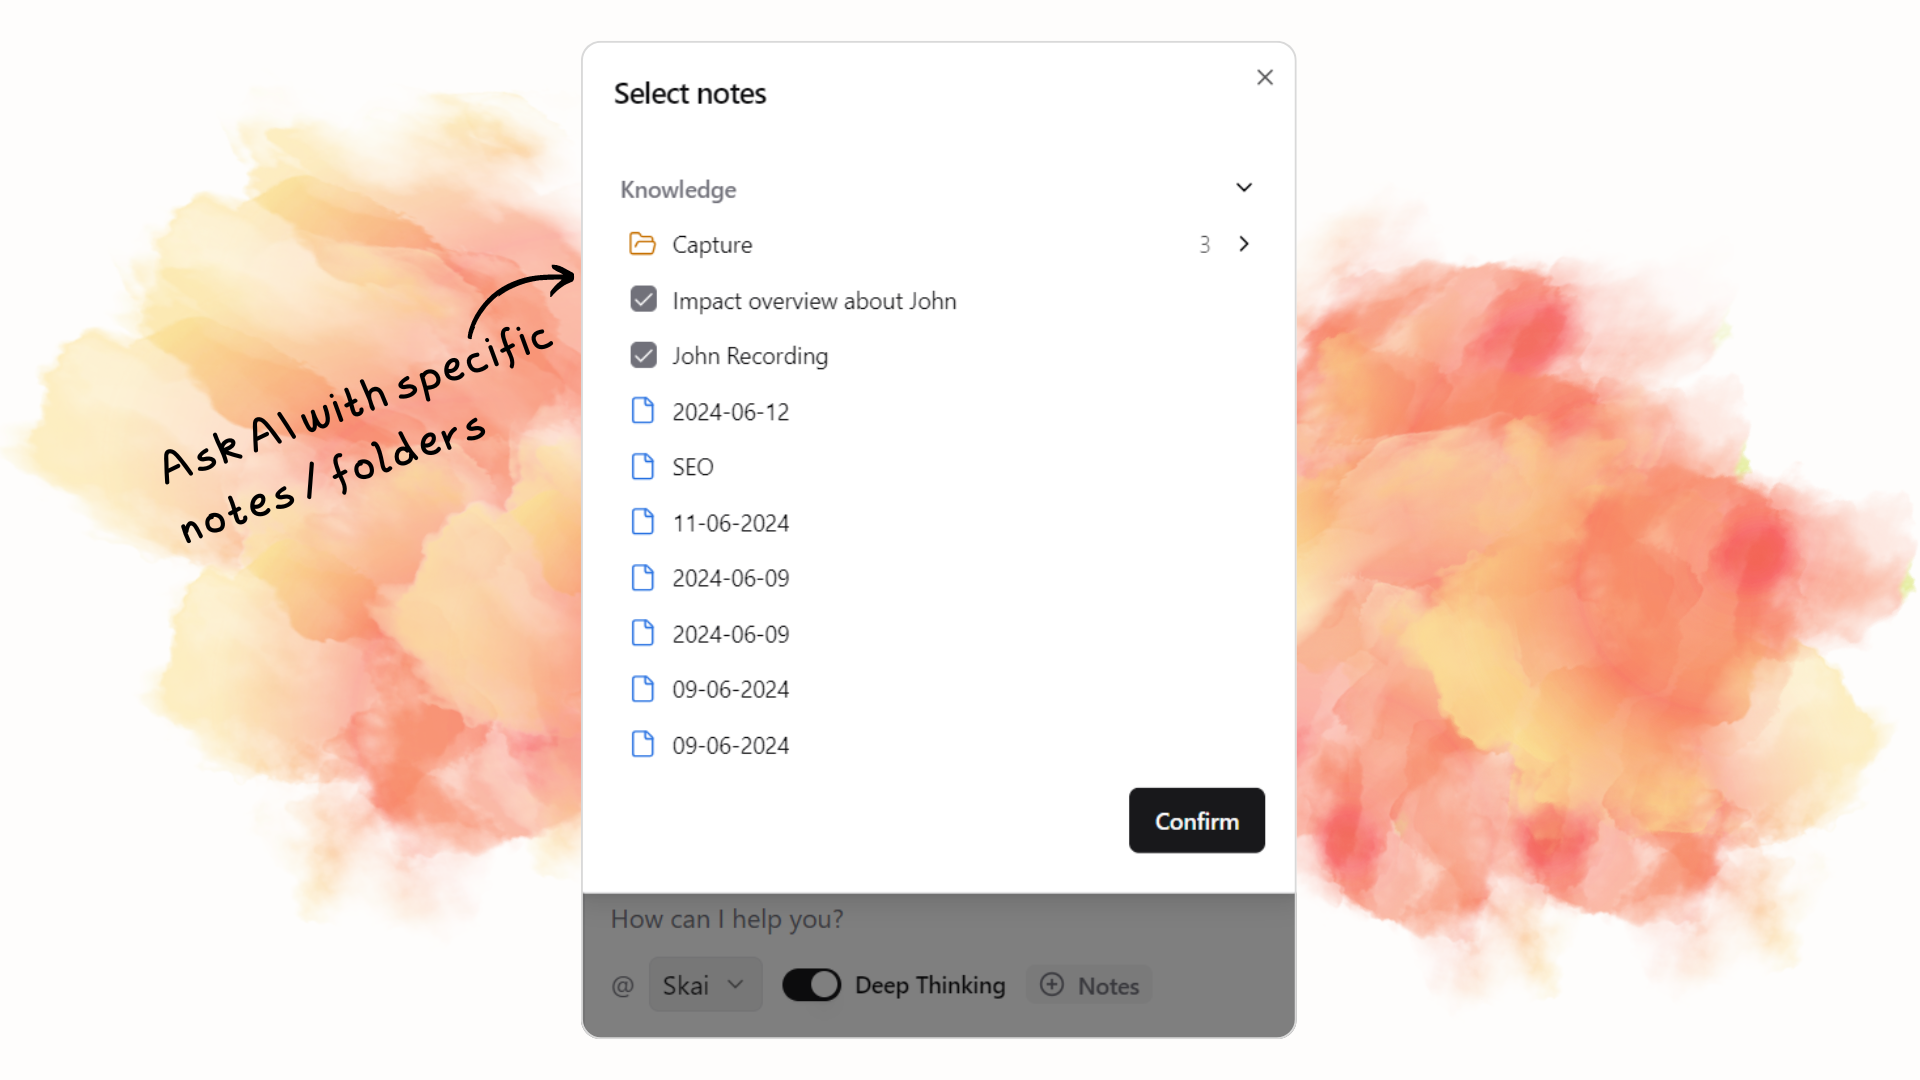 Select notes
Knowledge
Capture 3
Impact overview about John
John Recording
2024-06-12
SEO
11-06-2024
2024-06-09
2024-06-09
09-06-2024
09-06-2024
Confirm
How can I help you?
@ Skai Deep Thinking Notes
Ask AI with specific
notes / folders